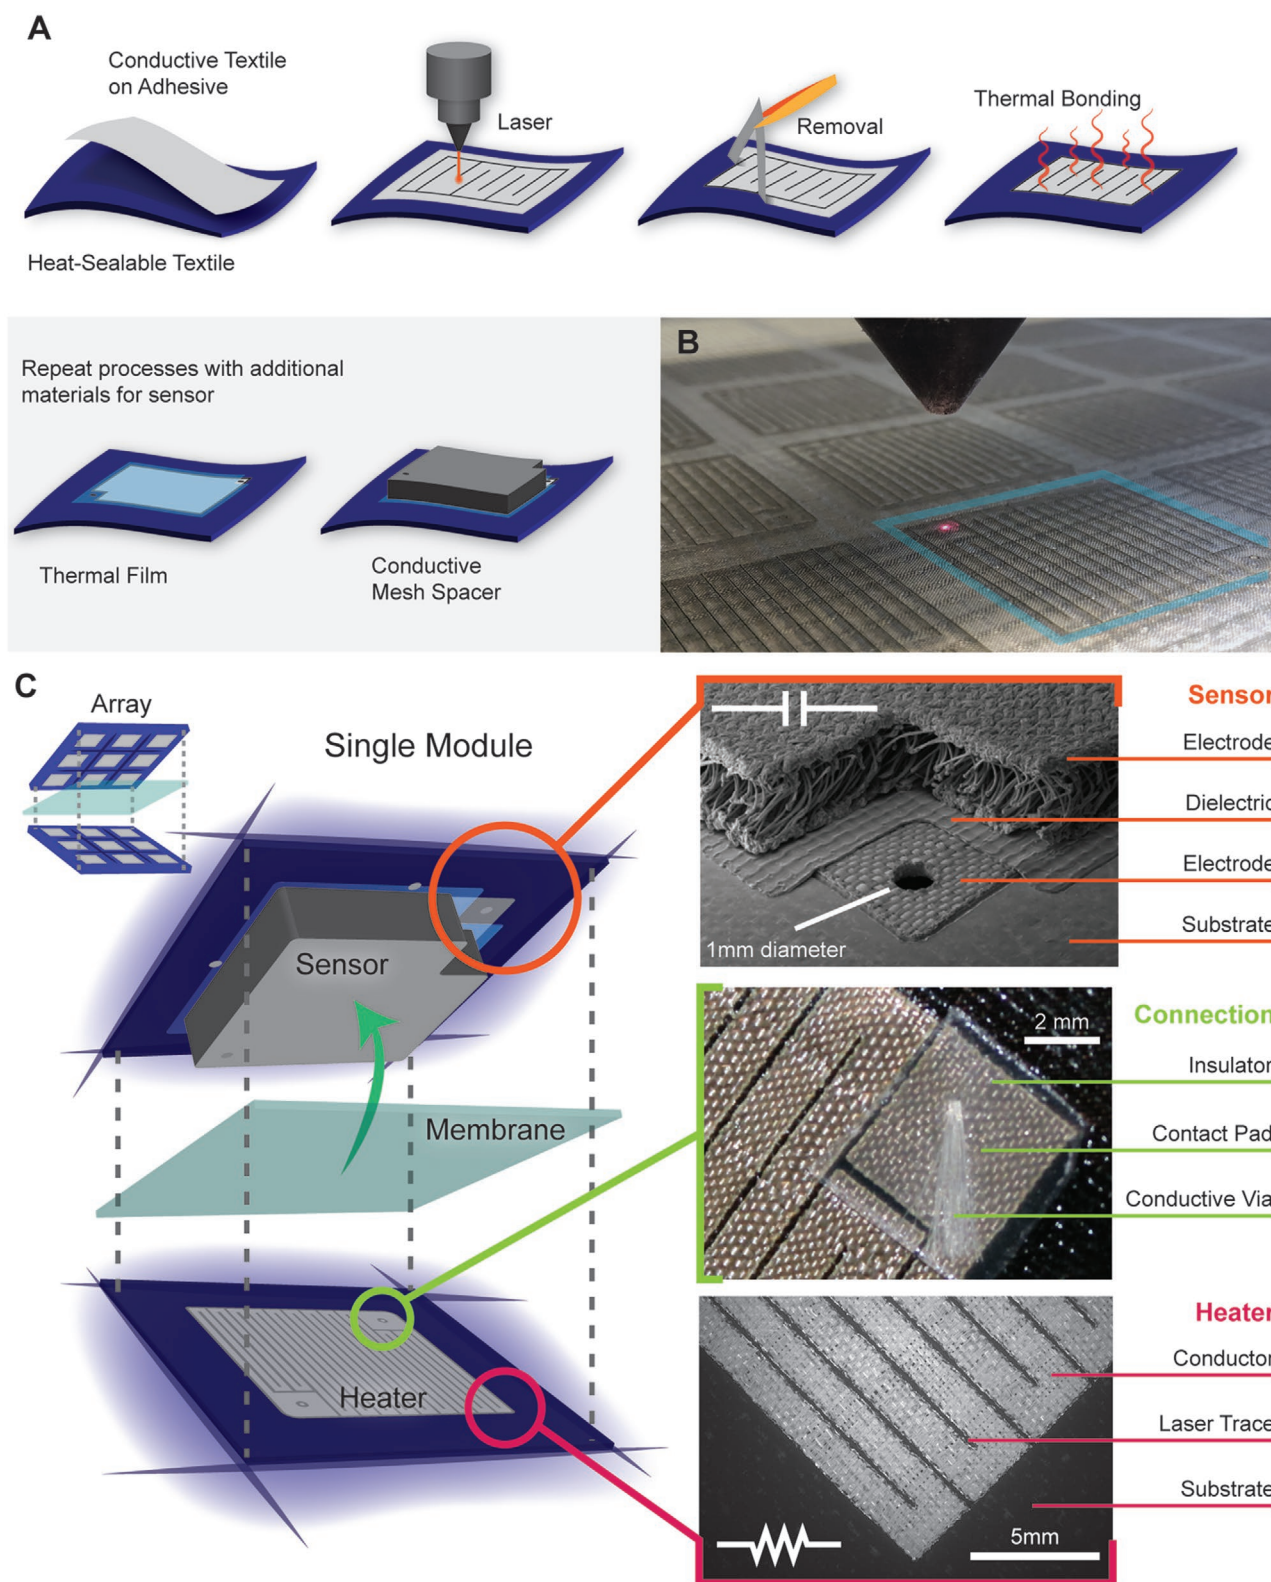 A
Conductive Textile
on Adhesive
Laser
Removal
Thermal Bonding
Heat-Sealable Textile
Repeat processes with additional
materials for sensor
Thermal Film
Conductive
Mesh Spacer
B
C
Array
Single Module
Sensor
Membrane
Heater
Sensor
Electrode
Dielectric
Electrode
Substrate
1mm diameter
Connection
2 mm
Insulator
Contact Pad
Conductive Via
Heater
Conductor
Laser Trace
Substrate
5mm